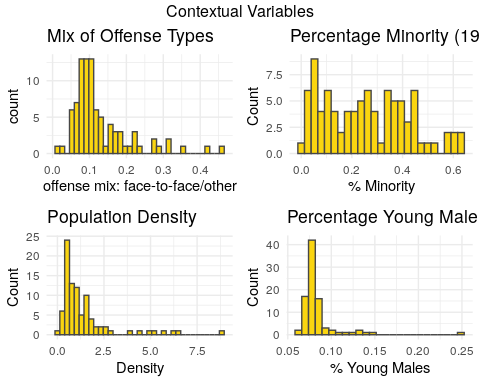 Contextual Variables
Mix of Offense Types
count
10
5
0
0.0 0.1 0.2 0.3 0.4
offense mix: face-to-face/other
Percentage Minority (19
Count
7.5
5.0
2.5
0.0
0.0 0.2 0.4 0.6
% Minority
Population Density
Count
25
20
15
10
5
0
0.0 2.5 5.0 7.5
Density
Percentage Young Male
Count
40
30
20
10
0
0.05 0.10 0.15 0.20 0.25
% Young Males